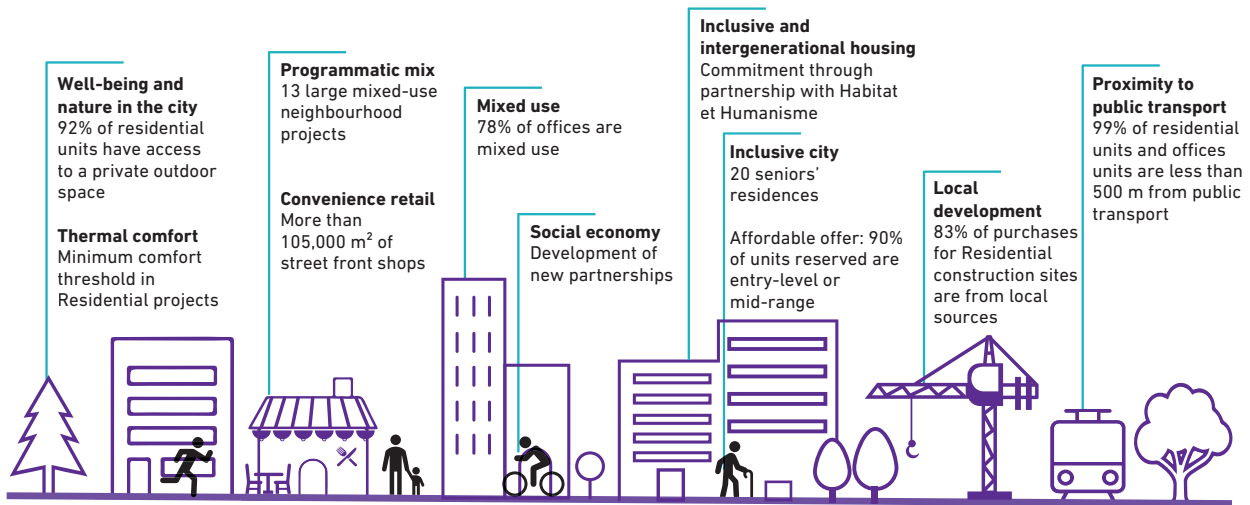 Well-being and
nature in the city
92% of residential
units have access
to a private outdoor
space
Thermal comfort
Minimum comfort
threshold in
Residential projects
Programmatic mix
13 large mixed-use
neighbourhood
projects
Convenience retail
More than
105,000 m² of
street front shops
Mixed use
78% of offices are
mixed use
Social economy
Development of
new partnerships
Inclusive and
intergenerational housing
Commitment through
partnership with Habitat
et Humanisme
Inclusive city
20 seniors’
residences
Affordable offer: 90%
of units reserved are
entry-level or
mid-range
Local
development
83% of purchases
for Residential
construction sites
are from local
sources
Proximity to
public transport
99% of residential
units and offices
units are less than
500 m from public
transport